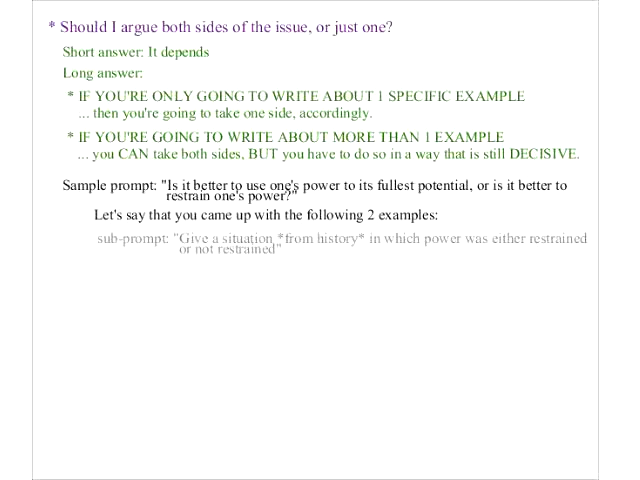 * Should I argue both sides of the issue, or just one?
Short answer: It depends
Long answer:
* IF YOU'RE ONLY GOING TO WRITE ABOUT 1 SPECIFIC EXAMPLE
... then you're going to take one side, accordingly.
* IF YOU'RE GOING TO WRITE ABOUT MORE THAN 1 EXAMPLE
... you CAN take both sides, BUT you have to do so in a way that is still DECISIVE.
Sample prompt: "Is it better to use one's power to its fullest potential, or is it better to
restrain one's power?"
Let's say that you came up with the following 2 examples:
sub-prompt: "Give a situation *from history* in which power was either restrained
or not restrained"